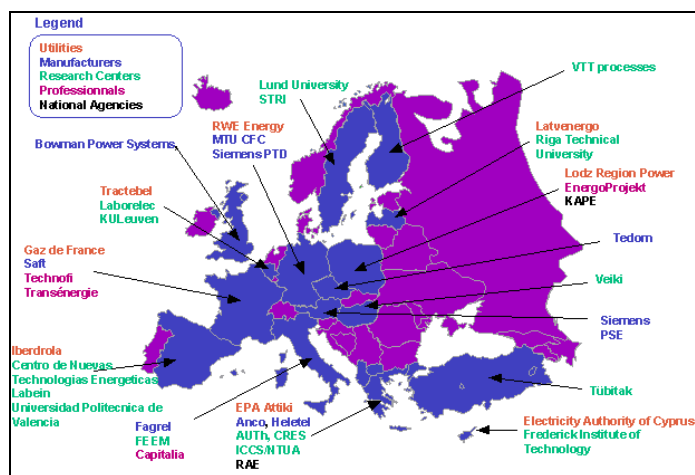 Legend
Utilities
Manufacturers
Research Centers
Professionnals
National Agencies
Lund University
STRI
VTT processes
Bowman Power Systems
RWE Energy
MTU CFC
Siemens PTD
Latvenergo
Riga Technical
University
Tractebel
Laborelec
KULeuven
Lodz Region Power
EnergoProjekt
KAPE
Gaz de France
Saft
Technofi
Transénergie
Tedom
Veiki
Siemens
PSE
Iberdrola
Centro de Nuevas
Technologias Energeticas
Labein
Universidad Politecnica de
Valencia
Fagrel
FEEM
Capitalia
EPA Attiki
Anco, Heletel
AUTh, CRES
ICCS/NTUA
RAE
Tübitak
Electricity Authority of Cyprus
Frederick Institute of
Technology